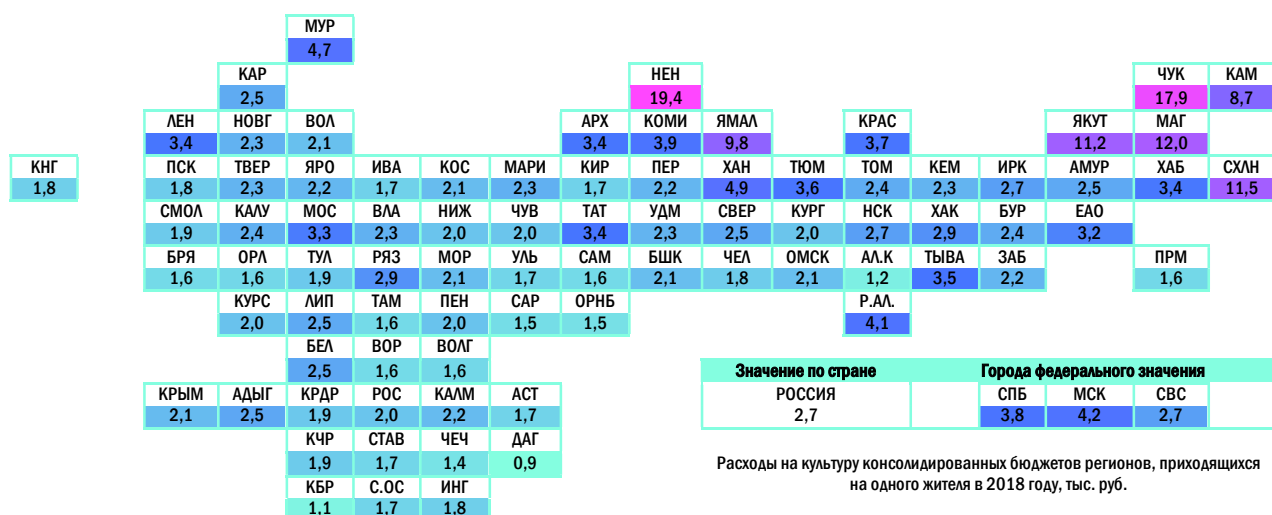 МУР
4,7
КАР НЕН ЧУК КАМ
2,5 19,4 17,9 8,7
ЛЕН НОВГ ВОЛ АРХ КОМИ ЯМАЛ КРАС ЯКУТ МАГ
3,4 2,3 2,1 3,4 3,9 9,8 3,7 11,2 12,0
КНГ ПСК ТВЕР ЯРО ИВА КОС МАРИ КИР ПЕР ХАН ТЮМ ТОМ КЕМ ИРК АМУР ХАБ СХЛН
1,8 1,8 2,3 2,2 1,7 2,1 2,3 1,7 2,2 4,9 3,6 2,4 2,3 2,7 2,5 3,4 11,5
СМОЛ КАЛУ МОС ВЛА НИЖ ЧУВ ТАТ УДМ СВЕР КУРГ НСК ХАК БУР ЕАО
1,9 2,4 3,3 2,3 2,0 2,0 3,4 2,3 2,5 2,0 2,7 2,9 2,4 3,2
БРЯ ОРЛ ТУЛ РЯЗ МОР УЛЬ САМ БШК ЧЕЛ ОМСК АЛ.К ТЫВА ЗАБ ПРМ
1,6 1,6 1,9 2,9 2,1 1,7 1,6 2,1 1,8 2,1 1,2 3,5 2,2 1,6
КУРС ЛИП ТАМ ПЕН САР ОРНБ Р.АЛ.
2,0 2,5 1,6 2,0 1,5 1,5 4,1
БЕЛ ВОР ВОЛГ
2,5 1,6 1,6
Значение по стране Города федерального значения
КРЫМ АДЫГ КРДР РОС КАЛМ АСТ РОССИЯ СПБ МСК СВС
2,1 2,5 1,9 2,0 2,2 1,7 2,7 3,8 4,2 2,7
КЧР СТАВ ЧЕЧ ДАГ
1,9 1,7 1,4 0,9
КБР С.ОС ИНГ
1,1 1,7 1,8
Расходы на культуру консолидированных бюджетов регионов, приходящихся
на одного жителя в 2018 году, тыс. руб.